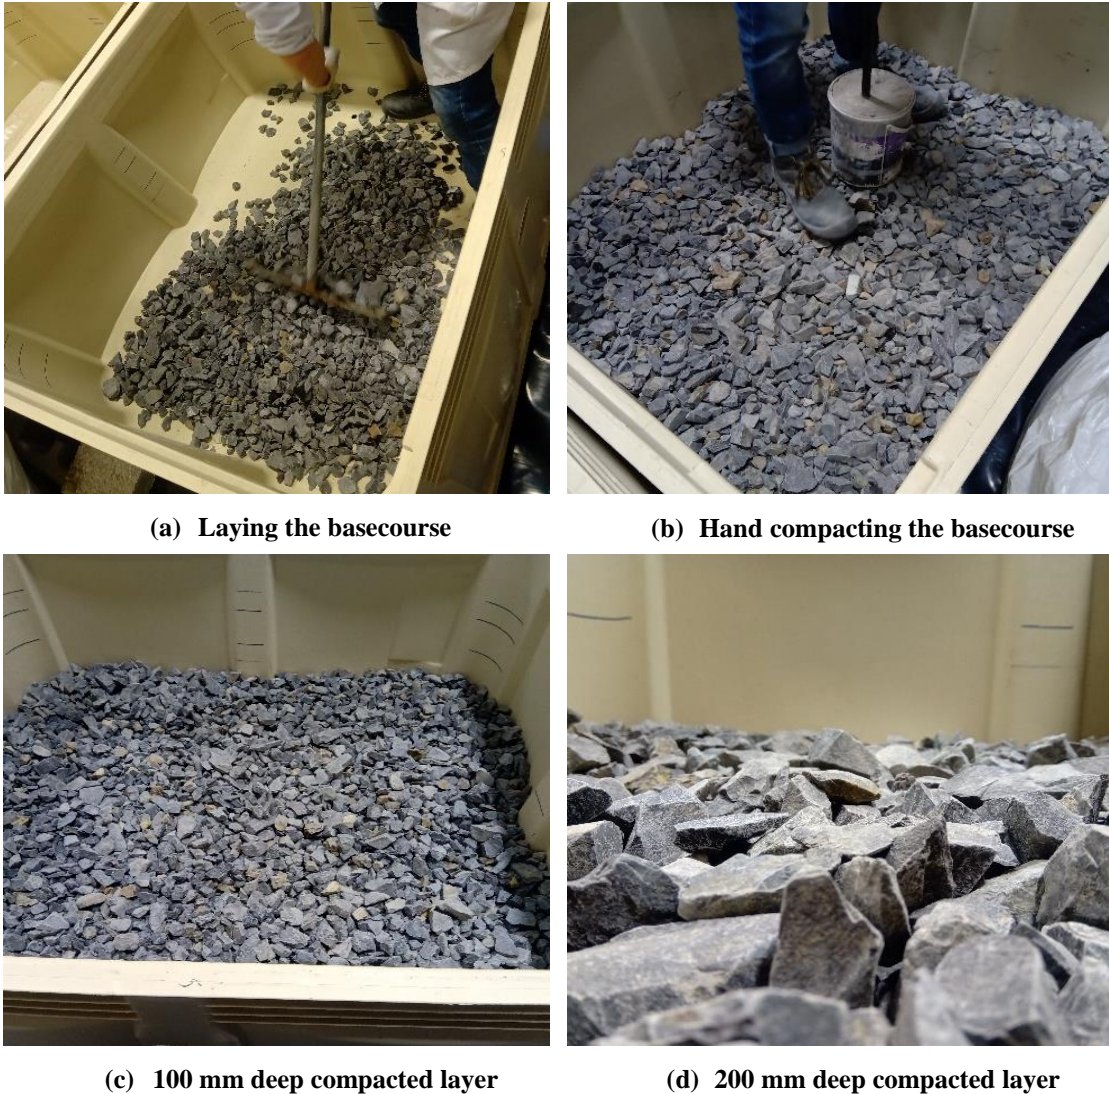 (a) Laying the basecourse
(b) Hand compacting the basecourse
(c) 100 mm deep compacted layer
(d) 200 mm deep compacted layer